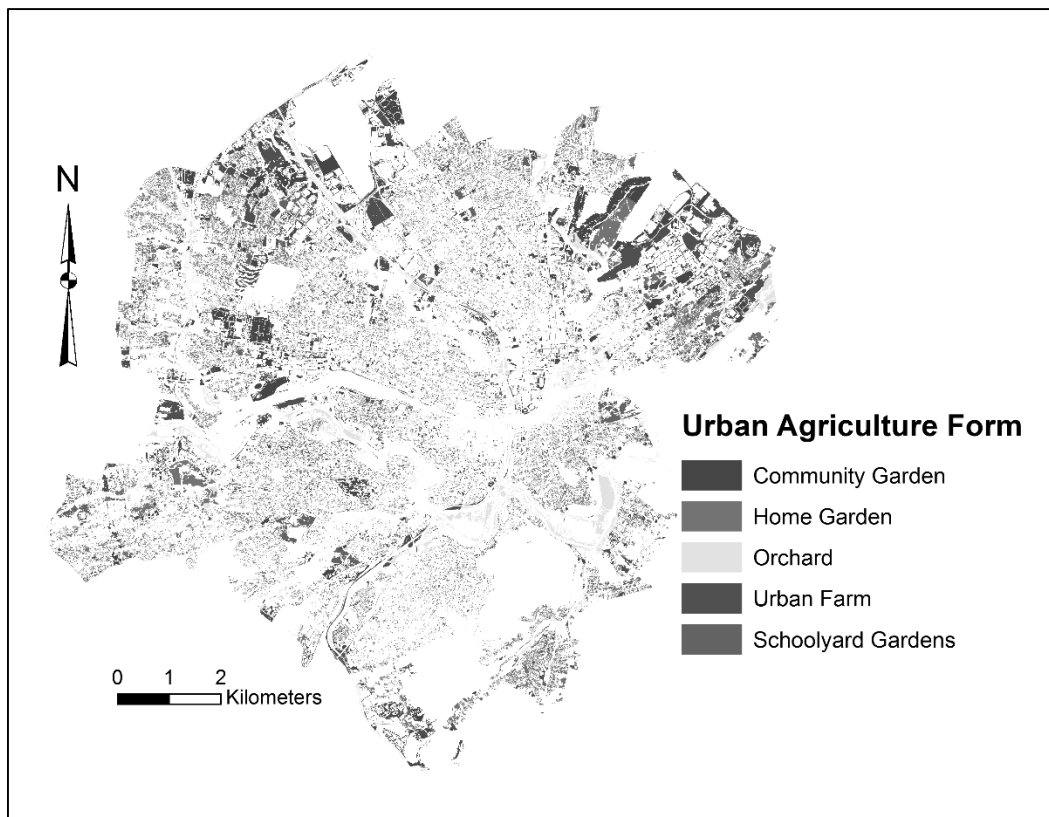 N
Urban Agriculture Form
Community Garden
Home Garden
Orchard
Urban Farm
Schoolyard Gardens
0 1 2
Kilometers